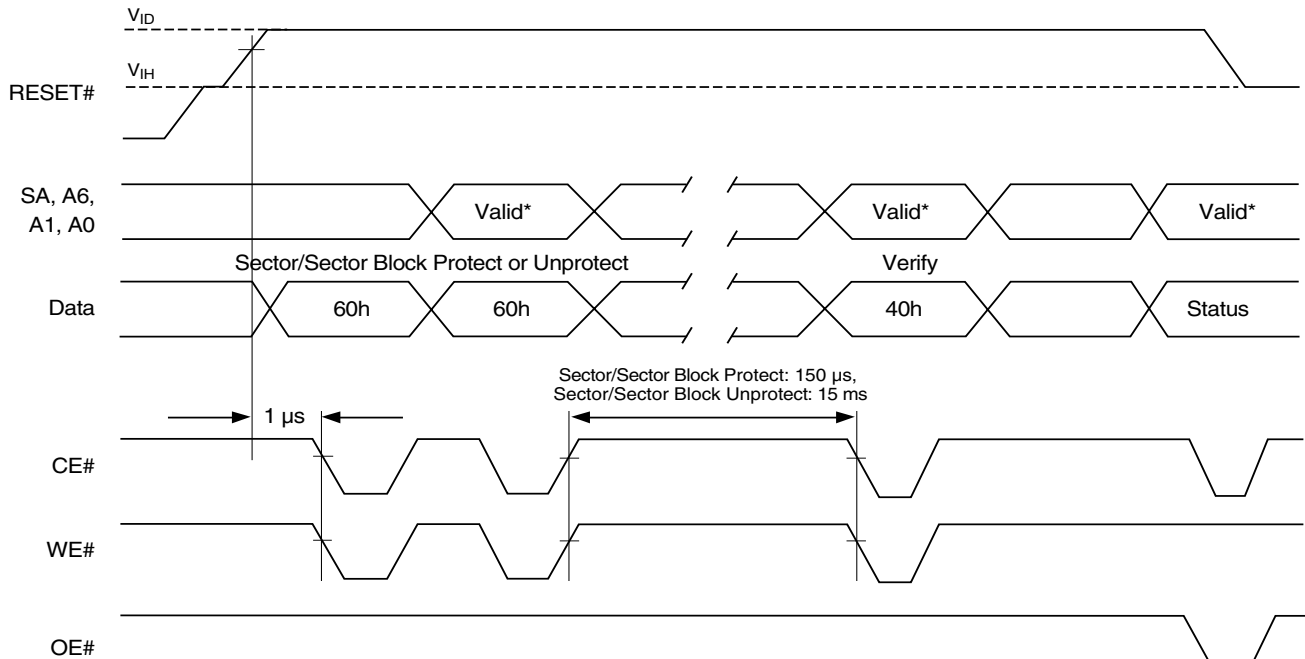 VID
VIH
RESET#
SA, A6,
A1, A0
Valid*
Valid*
Valid*
Sector/Sector Block Protect or Unprotect
Verify
Data
60h
60h
40h
Status
Sector/Sector Block Protect: 150 µs,
Sector/Sector Block Unprotect: 15 ms
1 µs
CE#
WE#
OE#